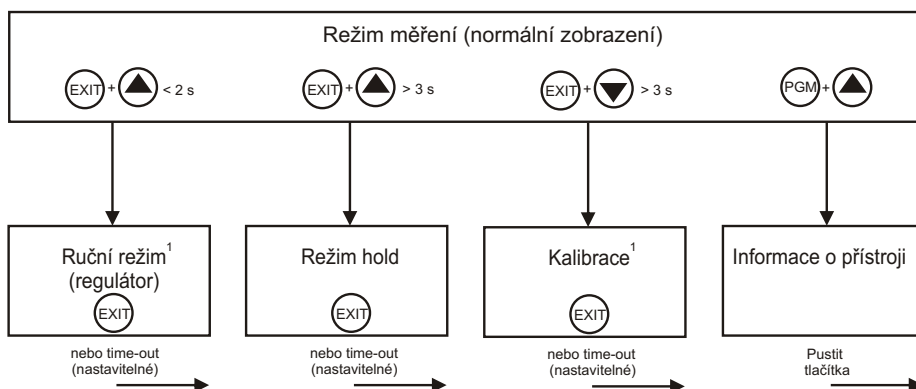 Režim měření (normální zobrazení)
EXIT + < 2 s
EXIT + > 3 s
EXIT + > 3 s
PGM +
Ruční režim¹
(regulátor)
EXIT
Režim hold
EXIT
Kalibrace¹
EXIT
Informace o přístroji
nebo time-out
(nastavitelné)
nebo time-out
(nastavitelné)
nebo time-out
(nastavitelné)
Pustit
tlačítka